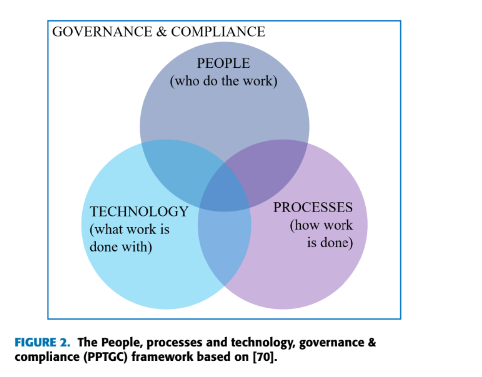 GOVERNANCE & COMPLIANCE
PEOPLE
(who do the work)
TECHNOLOGY
(what work is
done with)
PROCESSES
(how work
is done)
FIGURE 2. The People, processes and technology, governance &
compliance (PPTGC) framework based on [70].